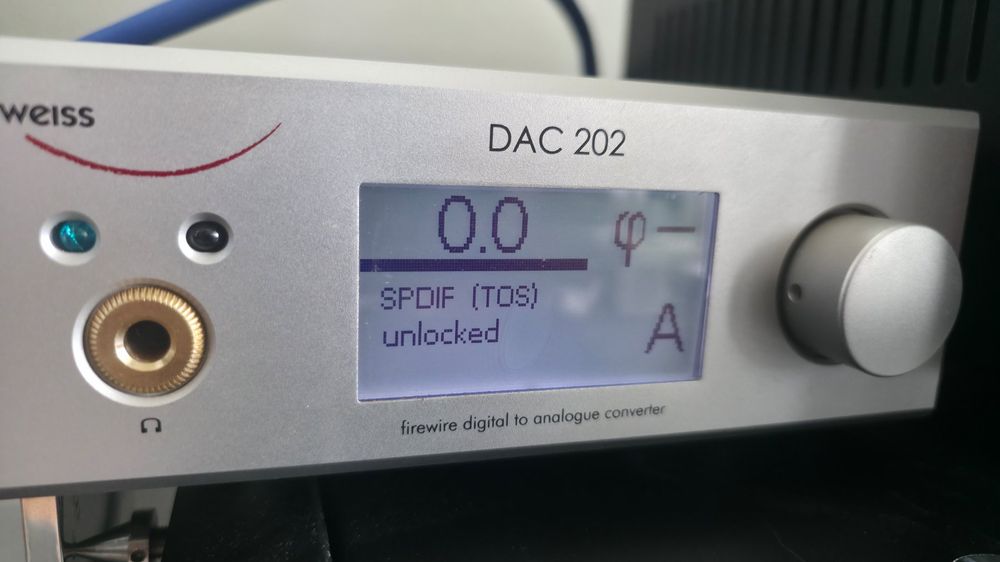 weiss
DAC 202
0.0 φ –
SPDIF (TOS)
unlocked
A
firewire digital to analogue converter